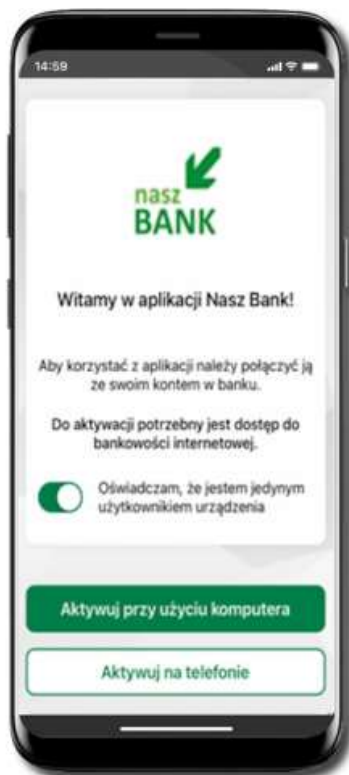 14:59
nasz
BANK
Witamy w aplikacji Nasz Bank!
Aby korzystać z aplikacji należy połączyć ją
ze swoim kontem w banku.
Do aktywacji potrzebny jest dostęp do
bankowości internetowej.
Oświadczam, że jestem jedynym
użytkownikiem urządzenia
Aktywuj przy użyciu komputera
Aktywuj na telefonie